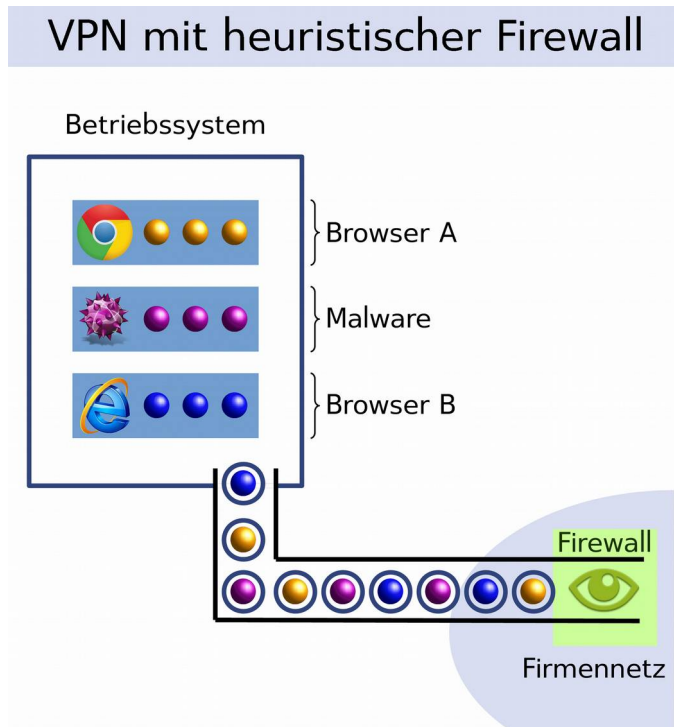 VPN mit heuristischer Firewall
Betriebssystem
Browser A
Malware
Browser B
Firewall
Firmennetz